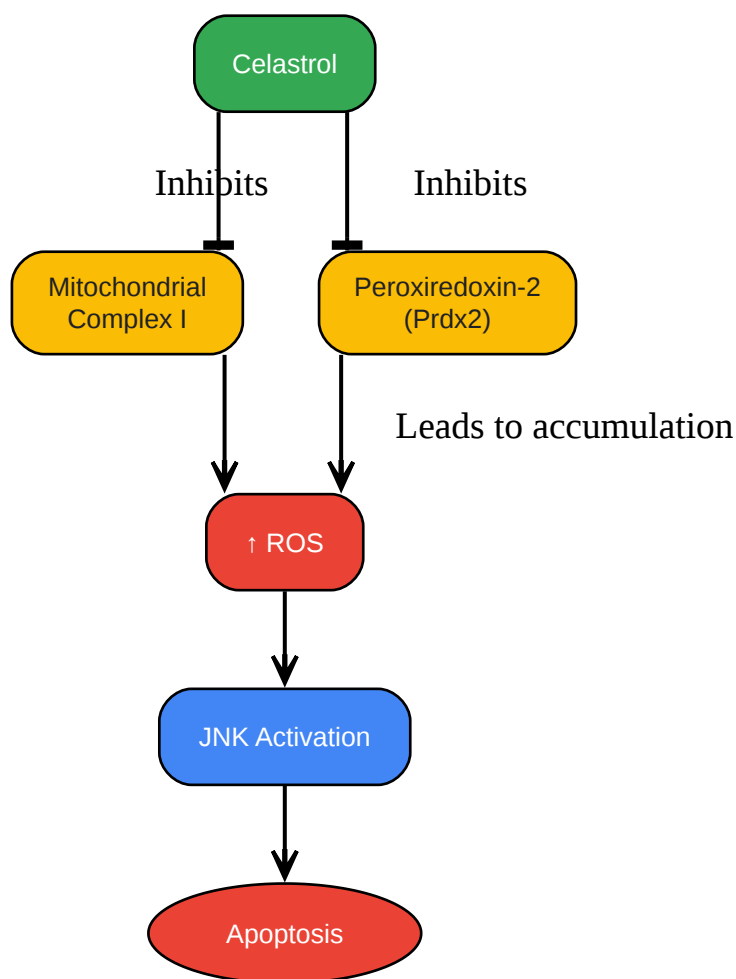 Celastrol
Inhibits
Inhibits
Mitochondrial
Complex I
Peroxiredoxin-2
(Prdx2)
Leads to accumulation
↑ ROS
JNK Activation
Apoptosis